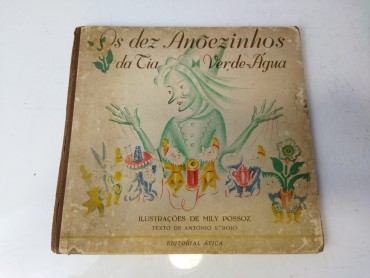 Os dez Anõezinhos
da Tia Verde-Água
ILUSTRAÇÕES DE MILY POSSOZ
TEXTO DE ANTÓNIO SÉRGIO
EDITORIAL ÁTICA